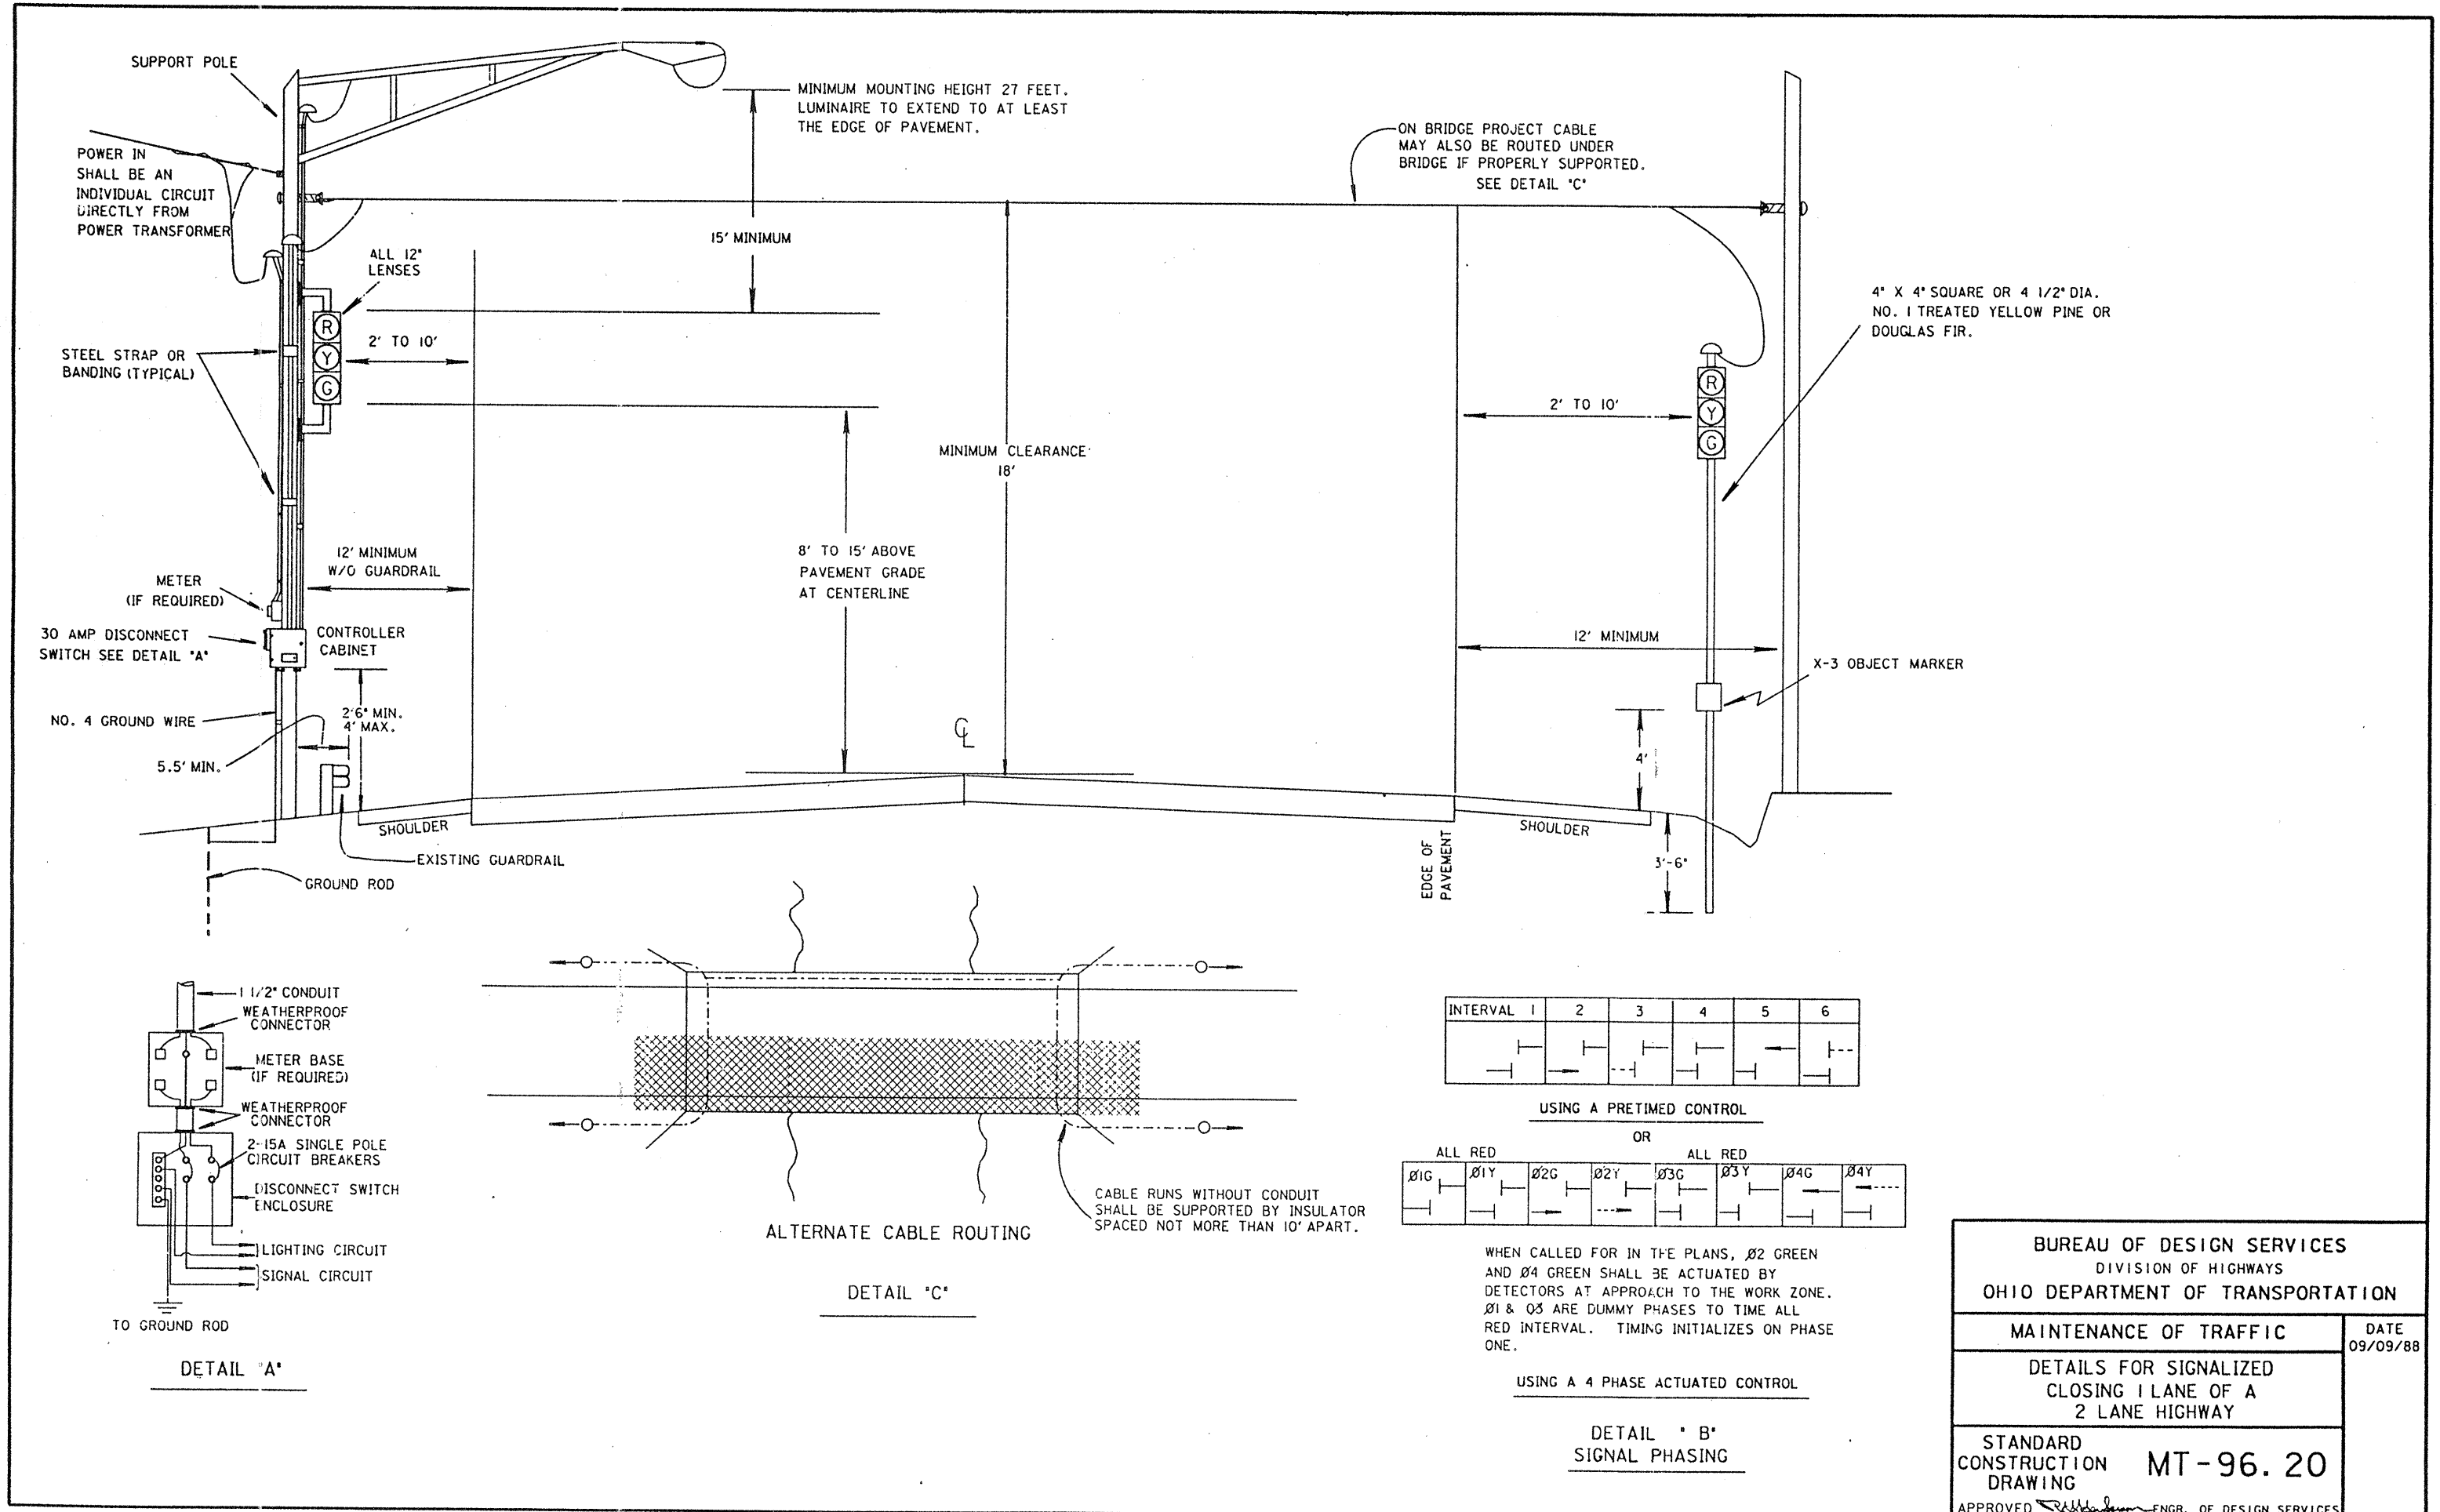 SUPPORT POLE
MINIMUM MOUNTING HEIGHT 27 FEET.
LUMINAIRE TO EXTEND TO AT LEAST
THE EDGE OF PAVEMENT.
ON BRIDGE PROJECT CABLE
MAY ALSO BE ROUTED UNDER
BRIDGE IF PROPERLY SUPPORTED.
SEE DETAIL "C"
POWER IN
SHALL BE AN
INDIVIDUAL CIRCUIT
DIRECTLY FROM
POWER TRANSFORMER
15' MINIMUM
ALL 12"
LENSES
4" X 4" SQUARE OR 4 1/2" DIA.
NO. 1 TREATED YELLOW PINE OR
DOUGLAS FIR.
R
Y
G
2' TO 10'
STEEL STRAP OR
BANDING (TYPICAL)
R
Y
G
2' TO 10'
MINIMUM CLEARANCE
18'
12' MINIMUM
W/O GUARDRAIL
8' TO 15' ABOVE
PAVEMENT GRADE
AT CENTERLINE
METER
(IF REQUIRED)
30 AMP DISCONNECT
SWITCH SEE DETAIL "A"
CONTROLLER
CABINET
12' MINIMUM
X-3 OBJECT MARKER
NO. 4 GROUND WIRE
2'6" MIN.
4' MAX.
5.5' MIN.
CL
4'
SHOULDER
EXISTING GUARDRAIL
GROUND ROD
EDGE OF
PAVEMENT
SHOULDER
3'-6"
1 1/2" CONDUIT
WEATHERPROOF
CONNECTOR
METER BASE
(IF REQUIRED)
WEATHERPROOF
CONNECTOR
2-15A SINGLE POLE
CIRCUIT BREAKERS
DISCONNECT SWITCH
ENCLOSURE
LIGHTING CIRCUIT
SIGNAL CIRCUIT
TO GROUND ROD
DETAIL "A"
CABLE RUNS WITHOUT CONDUIT
SHALL BE SUPPORTED BY INSULATOR
SPACED NOT MORE THAN 10' APART.
ALTERNATE CABLE ROUTING
DETAIL "C"
INTERVAL 1 2 3 4 5 6
USING A PRETIMED CONTROL
OR
ALL RED ALL RED
Ø1G Ø1Y Ø2G Ø2Y Ø3G Ø3Y Ø4G Ø4Y
WHEN CALLED FOR IN THE PLANS, Ø2 GREEN
AND Ø4 GREEN SHALL BE ACTUATED BY
DETECTORS AT APPROACH TO THE WORK ZONE.
Ø1 & Ø3 ARE DUMMY PHASES TO TIME ALL
RED INTERVAL. TIMING INITIALIZES ON PHASE
ONE.
USING A 4 PHASE ACTUATED CONTROL
DETAIL "B"
SIGNAL PHASING
BUREAU OF DESIGN SERVICES
DIVISION OF HIGHWAYS
OHIO DEPARTMENT OF TRANSPORTATION
MAINTENANCE OF TRAFFIC
DATE
09/09/88
DETAILS FOR SIGNALIZED
CLOSING 1 LANE OF A
2 LANE HIGHWAY
STANDARD
CONSTRUCTION
DRAWING
MT-96.20
APPROVED ENGR. OF DESIGN SERVICES